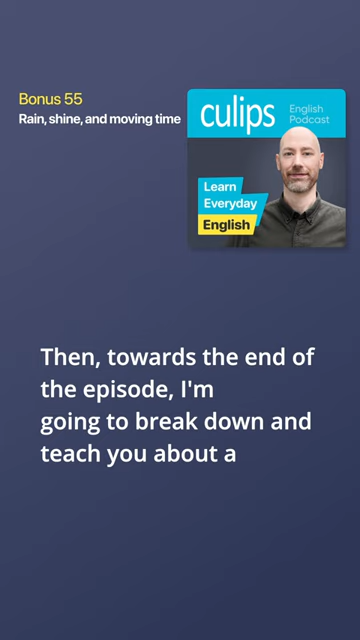 Bonus 55
Rain, shine, and moving time
culips
English
Podcast
Learn
Everyday
English
Then, towards the end of
the episode, I'm
going to break down and
teach you about a